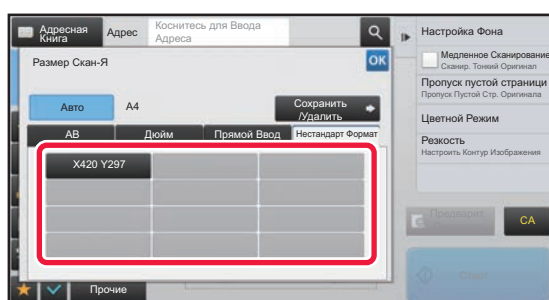 Адресная
Книга
Адрес
Коснитесь для Ввода
Адреса
Настройка Фона
Медленное Сканирование
Сканир. Тонкий Оригинал
Пропуск пустой страници
Пропуск Пустой Стр. Оригинала
Цветной Режим
Резкость
Настроить Контур Изображения
Размер Скан-Я
OK
Авто
A4
Сохранить
/Удалить
AB
Дюйм
Прямой Ввод
Нестандарт Формат
X420 Y297
CA
Старт
Прочие